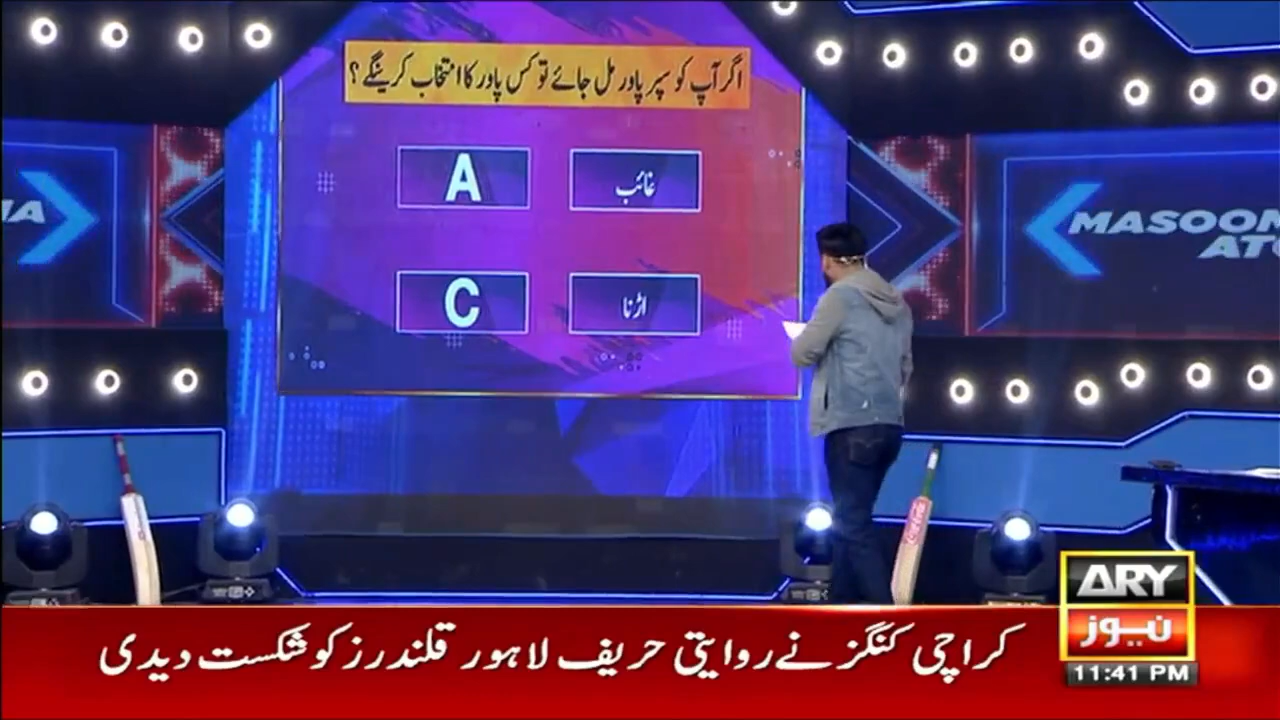 اگر آپ کو سپر پاور مل جائے تو کس پاور کا انتخاب کرینگے ؟
A
غائب
C
اڑنا
MASOOM
ARY
نیوز
11:41 PM
کراچی کنگز نے روایتی حریف لاہور قلندرز کو شکست دیدی